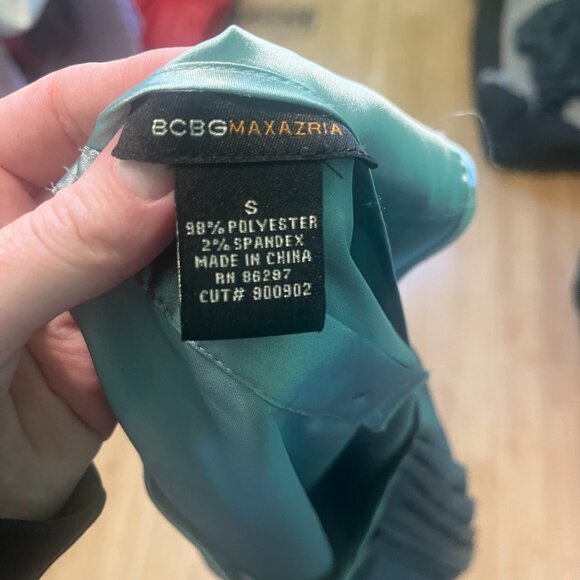 BCBGMAXAZRIA
S
98% POLYESTER
2% SPANDEX
MADE IN CHINA
RN 86297
CUT# 900902